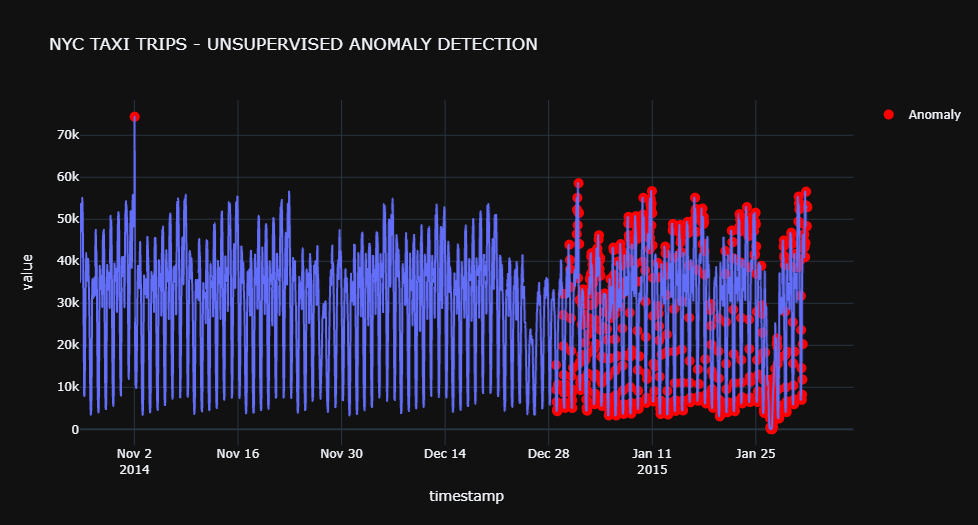 NYC TAXI TRIPS - UNSUPERVISED ANOMALY DETECTION
Anomaly
70k
60k
50k
40k
30k
20k
10k
0
value
Nov 2
2014
Nov 16
Nov 30
Dec 14
Dec 28
Jan 11
2015
Jan 25
timestamp